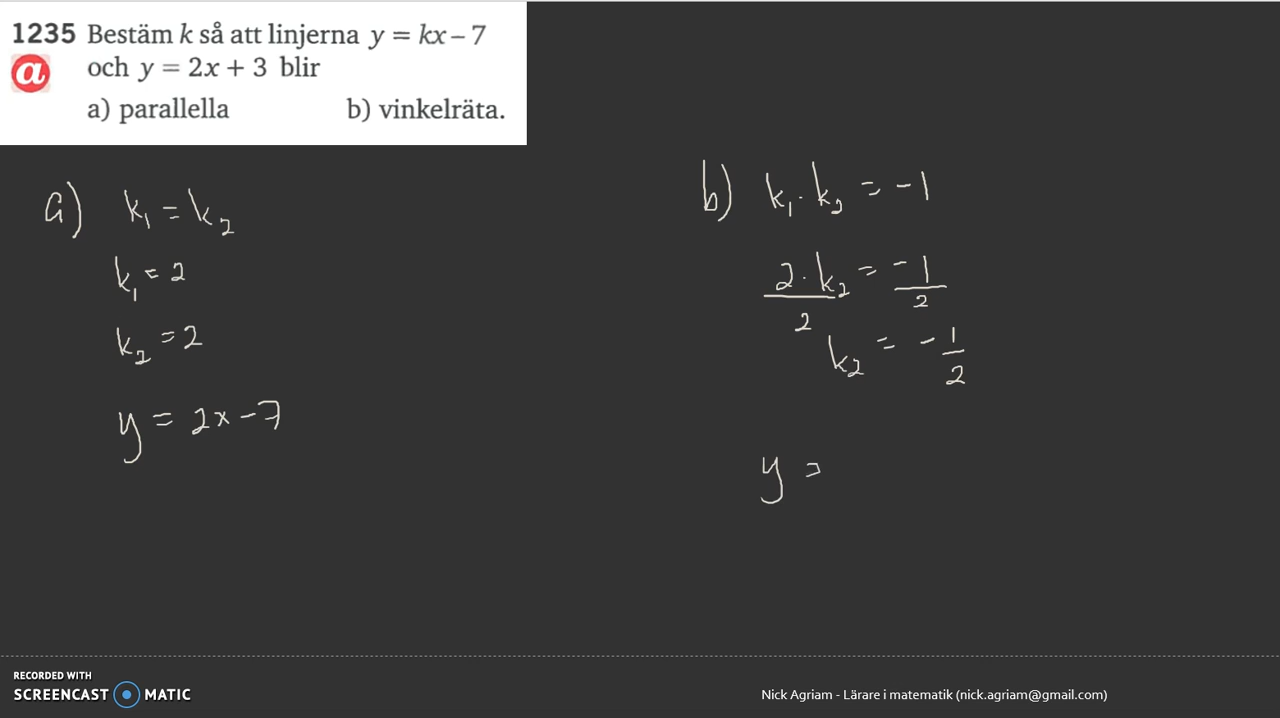 1235 Bestäm k så att linjerna y = kx – 7
a och y = 2x + 3 blir
a) parallella b) vinkelräta.
a) k₁ = k₂
k₁ = 2
k₂ = 2
y = 2x - 7
b) k₁ · k₂ = -1
2 · k₂ / 2 = -1 / 2
k₂ = - 1/2
y =
RECORDED WITH
SCREENCAST MATIC
Nick Agriam - Lärare i matematik (nick.agriam@gmail.com)